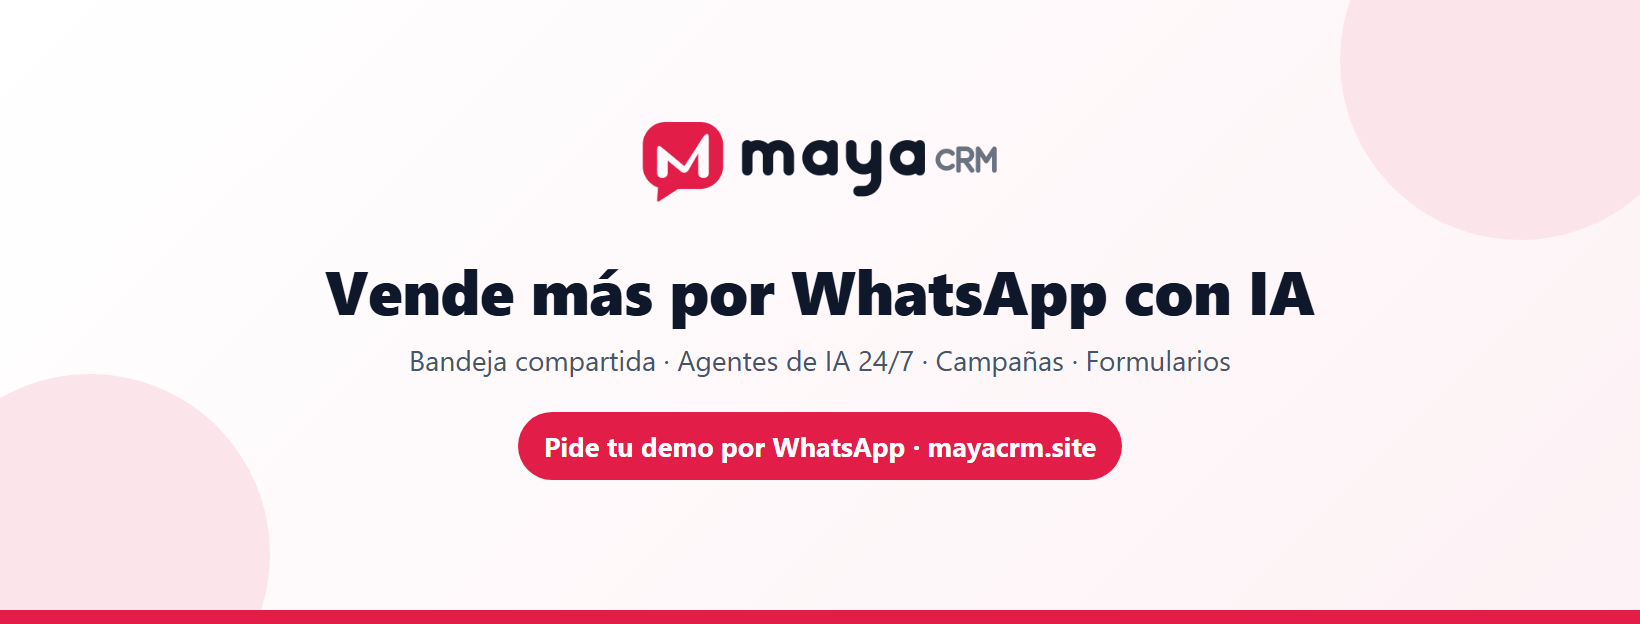 maya CRM
Vende más por WhatsApp con IA
Bandeja compartida · Agentes de IA 24/7 · Campañas · Formularios
Pide tu demo por WhatsApp · mayacrm.site